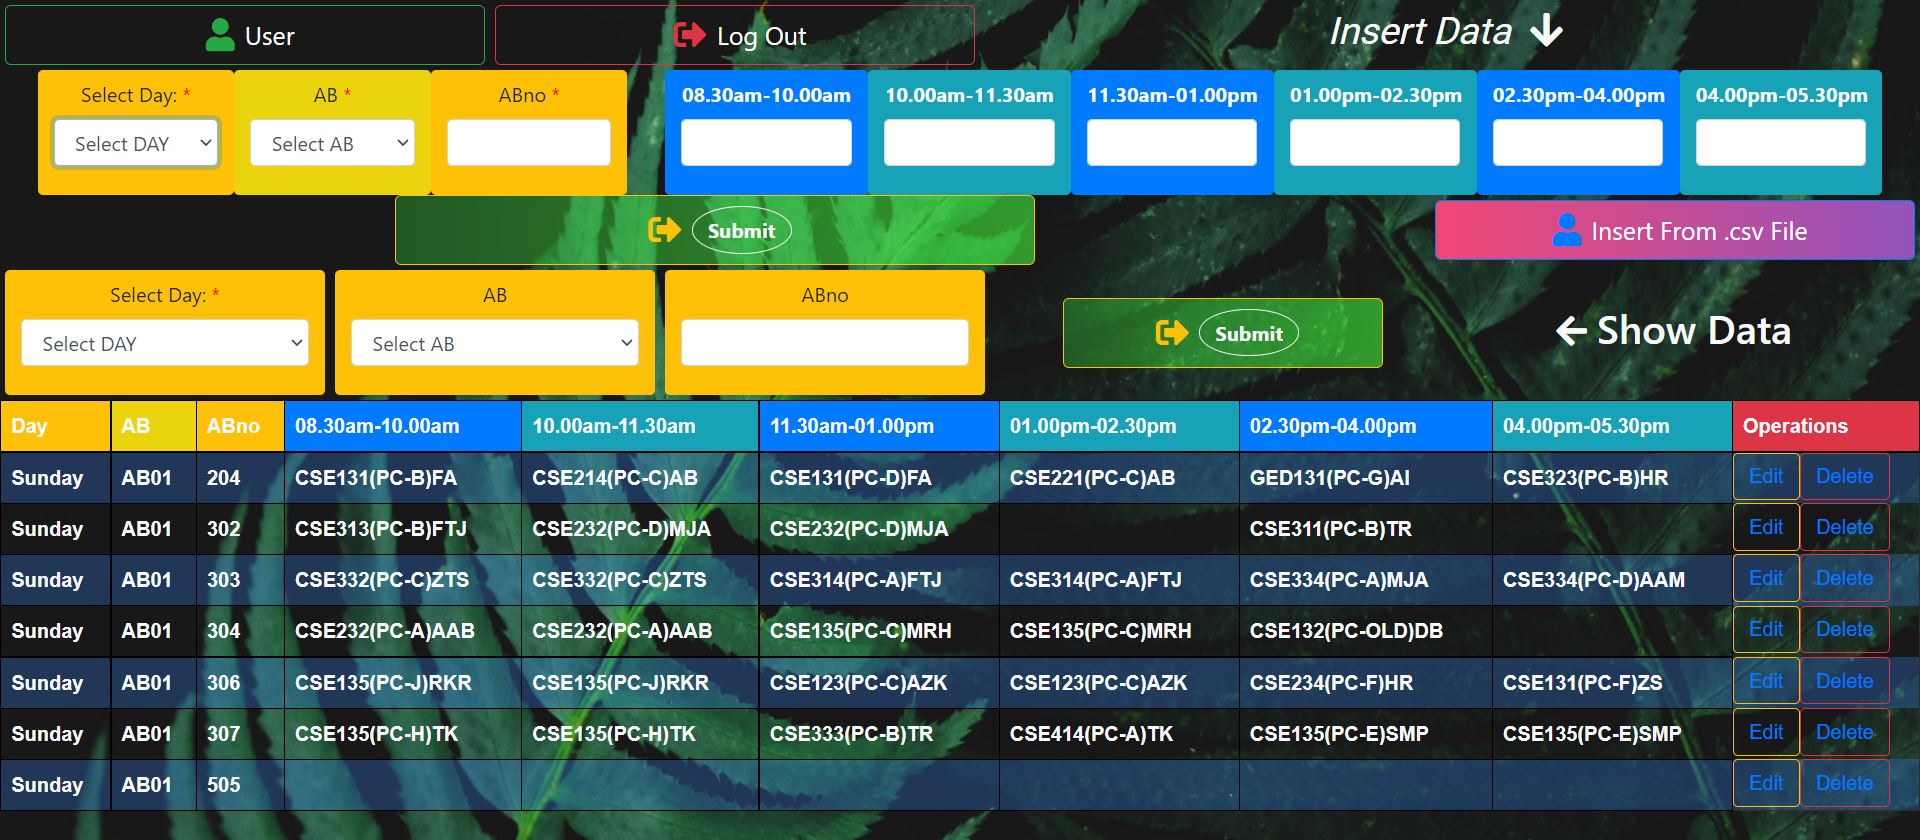 User Log Out Insert Data
Select Day: * AB * ABno * 08.30am-10.00am 10.00am-11.30am 11.30am-01.00pm 01.00pm-02.30pm 02.30pm-04.00pm 04.00pm-05.30pm
Select DAY Select AB
Submit Insert From .csv File
Select Day: * AB ABno
Select DAY Select AB Submit Show Data
Day AB ABno 08.30am-10.00am 10.00am-11.30am 11.30am-01.00pm 01.00pm-02.30pm 02.30pm-04.00pm 04.00pm-05.30pm Operations
Sunday AB01 204 CSE131(PC-B)FA CSE214(PC-C)AB CSE131(PC-D)FA CSE221(PC-C)AB GED131(PC-G)AI CSE323(PC-B)HR Edit Delete
Sunday AB01 302 CSE313(PC-B)FTJ CSE232(PC-D)MJA CSE232(PC-D)MJA CSE311(PC-B)TR Edit Delete
Sunday AB01 303 CSE332(PC-C)ZTS CSE332(PC-C)ZTS CSE314(PC-A)FTJ CSE314(PC-A)FTJ CSE334(PC-A)MJA CSE334(PC-D)AAM Edit Delete
Sunday AB01 304 CSE232(PC-A)AAB CSE232(PC-A)AAB CSE135(PC-C)MRH CSE135(PC-C)MRH CSE132(PC-OLD)DB Edit Delete
Sunday AB01 306 CSE135(PC-J)RKR CSE135(PC-J)RKR CSE123(PC-C)AZK CSE123(PC-C)AZK CSE234(PC-F)HR CSE131(PC-F)ZS Edit Delete
Sunday AB01 307 CSE135(PC-H)TK CSE135(PC-H)TK CSE333(PC-B)TR CSE414(PC-A)TK CSE135(PC-E)SMP CSE135(PC-E)SMP Edit Delete
Sunday AB01 505 Edit Delete